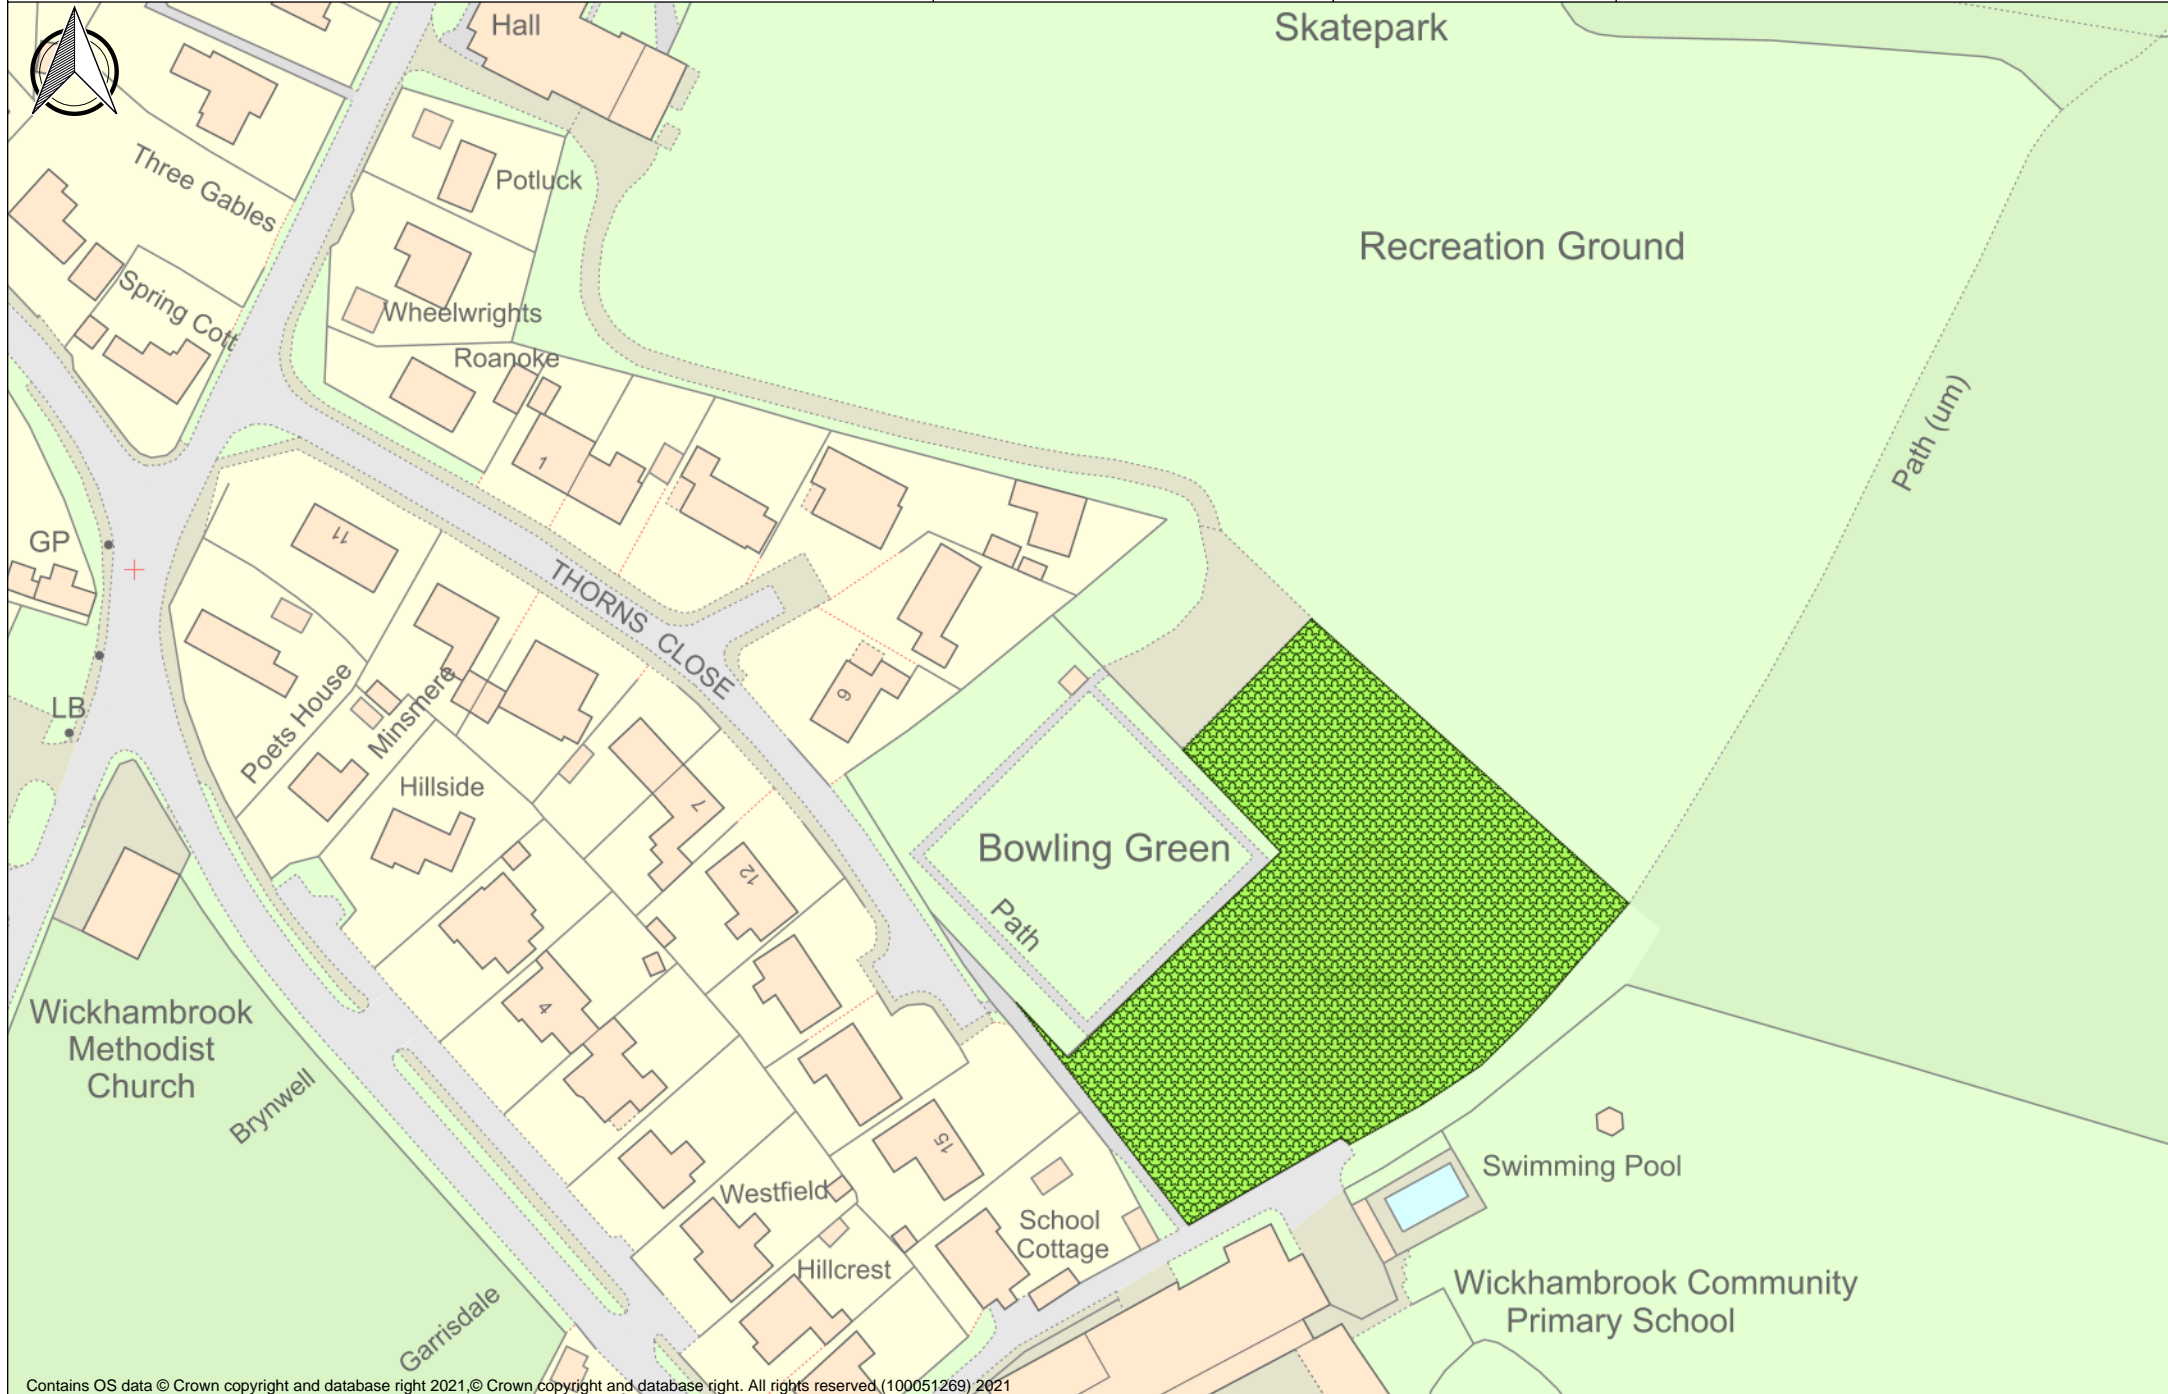 Hall
Skatepark
Three Gables
Potluck
Recreation Ground
Spring Cott
Wheelwrights
Roanoke
Path (um)
1
11
GP
THORNS CLOSE
9
LB
Poets House
Minsmere
Hillside
7
12
Bowling Green
Path
4
Wickhambrook
Methodist
Church
Brynwell
15
Swimming Pool
Westfield
School
Cottage
Hillcrest
Wickhambrook Community
Primary School
Garrisdale
Contains OS data © Crown copyright and database right 2021,© Crown copyright and database right. All rights reserved (100051269) 2021